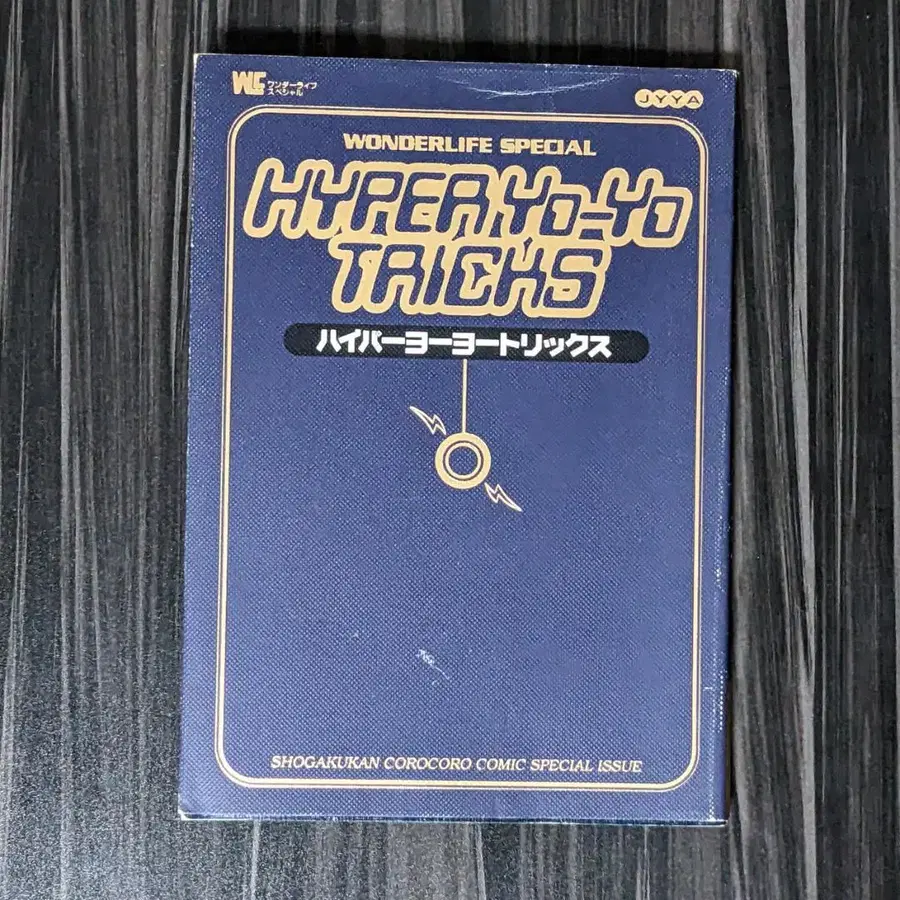 WL ワンダーライフ
スペシャル
JYYA
WONDERLIFE SPECIAL
HYPER YO-YO
TRICKS
ハイパーヨーヨートリックス
SHOGAKUKAN COROCORO COMIC SPECIAL ISSUE